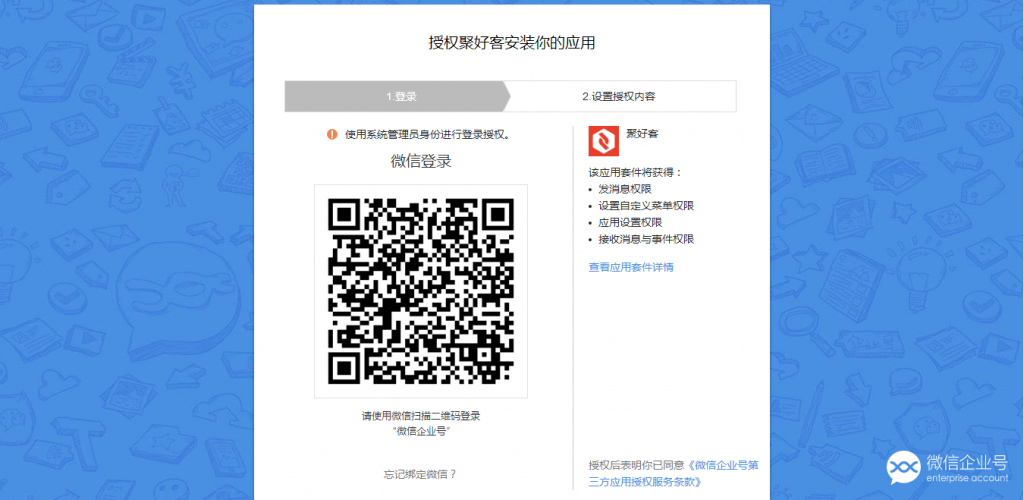 授权聚好客安装你的应用
1.登录
2.设置授权内容
使用系统管理员身份进行登录授权。
微信登录
请使用微信扫描二维码登录
“微信企业号”
忘记绑定微信？
聚好客
该应用套件将获得：
• 发消息权限
• 设置自定义菜单权限
• 应用设置权限
• 接收消息与事件权限
查看应用套件详情
授权后表明你已同意《微信企业号第
三方应用授权服务条款》
微信企业号
enterprise account